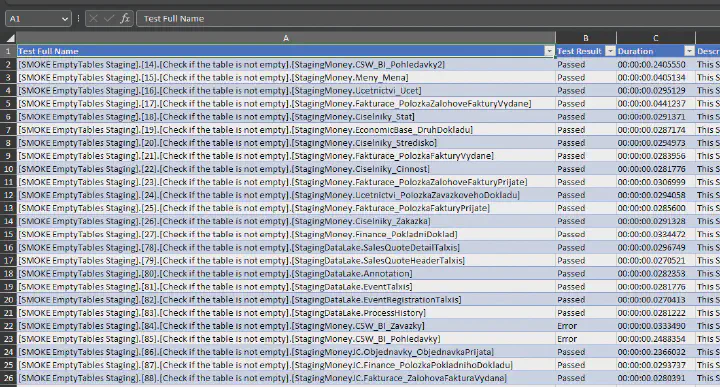 A1 fx Test Full Name
A B C
1 Test Full Name Test Result Duration Descr
2 [SMOKE EmptyTables Staging].[14].[Check if the table is not empty].[StagingMoney.CSW_BI_Pohledavky2] Passed 00:00:00.2405550 This S
3 [SMOKE EmptyTables Staging].[15].[Check if the table is not empty].[StagingMoney.Meny_Mena] Passed 00:00:00.0405134 This S
4 [SMOKE EmptyTables Staging].[16].[Check if the table is not empty].[StagingMoney.Ucetnictvi_Ucet] Passed 00:00:00.0295129 This S
5 [SMOKE EmptyTables Staging].[17].[Check if the table is not empty].[StagingMoney.Fakturace_PolozkaZalohoveFakturyVydane] Passed 00:00:00.0441237 This S
6 [SMOKE EmptyTables Staging].[18].[Check if the table is not empty].[StagingMoney.Ciselniky_Stat] Passed 00:00:00.0291371 This S
7 [SMOKE EmptyTables Staging].[19].[Check if the table is not empty].[StagingMoney.EconomicBase_DruhDokladu] Passed 00:00:00.0287174 This S
8 [SMOKE EmptyTables Staging].[20].[Check if the table is not empty].[StagingMoney.Ciselniky_Stredisko] Passed 00:00:00.0294973 This S
9 [SMOKE EmptyTables Staging].[21].[Check if the table is not empty].[StagingMoney.Fakturace_PolozkaFakturyVydane] Passed 00:00:00.0283956 This S
10 [SMOKE EmptyTables Staging].[22].[Check if the table is not empty].[StagingMoney.Ciselniky_Cinnost] Passed 00:00:00.0281776 This S
11 [SMOKE EmptyTables Staging].[23].[Check if the table is not empty].[StagingMoney.Fakturace_PolozkaZalohoveFakturyPrijate] Passed 00:00:00.0306999 This S
12 [SMOKE EmptyTables Staging].[24].[Check if the table is not empty].[StagingMoney.Ucetnictvi_PolozkaZavazkovehoDokladu] Passed 00:00:00.0294058 This S
13 [SMOKE EmptyTables Staging].[25].[Check if the table is not empty].[StagingMoney.Fakturace_PolozkaFakturyPrijate] Passed 00:00:00.0285600 This S
14 [SMOKE EmptyTables Staging].[26].[Check if the table is not empty].[StagingMoney.Ciselniky_Zakazka] Passed 00:00:00.0291328 This S
15 [SMOKE EmptyTables Staging].[27].[Check if the table is not empty].[StagingMoney.Finance_PokladniDoklad] Passed 00:00:00.0334472 This S
16 [SMOKE EmptyTables Staging].[78].[Check if the table is not empty].[StagingDataLake.SalesQuoteDetailTalxis] Passed 00:00:00.0296749 This S
17 [SMOKE EmptyTables Staging].[79].[Check if the table is not empty].[StagingDataLake.SalesQuoteHeaderTalxis] Passed 00:00:00.0270521 This S
18 [SMOKE EmptyTables Staging].[80].[Check if the table is not empty].[StagingDataLake.Annotation] Passed 00:00:00.0282353 This S
19 [SMOKE EmptyTables Staging].[81].[Check if the table is not empty].[StagingDataLake.EventTalxis] Passed 00:00:00.0281776 This S
20 [SMOKE EmptyTables Staging].[82].[Check if the table is not empty].[StagingDataLake.EventRegistrationTalxis] Passed 00:00:00.0270413 This S
21 [SMOKE EmptyTables Staging].[83].[Check if the table is not empty].[StagingDataLake.ProcessHistory] Passed 00:00:00.0281222 This S
22 [SMOKE EmptyTables Staging].[84].[Check if the table is not empty].[StagingMoney.CSW_BI_Zavazky] Error 00:00:00.0333490 This S
23 [SMOKE EmptyTables Staging].[85].[Check if the table is not empty].[StagingMoney.CSW_BI_Pohledavky] Error 00:00:00.2488354 This S
24 [SMOKE EmptyTables Staging].[86].[Check if the table is not empty].[StagingMoneyJC.Objednavky_ObjednavkaPrijata] Passed 00:00:00.2366032 This S
25 [SMOKE EmptyTables Staging].[87].[Check if the table is not empty].[StagingMoneyJC.Finance_PolozkaPokladnihoDokladu] Passed 00:00:00.0293737 This S
26 [SMOKE EmptyTables Staging].[88].[Check if the table is not empty].[StagingMoneyJC.Fakturace_ZalohovaFakturaVydana] Passed 00:00:00.0280391 This S